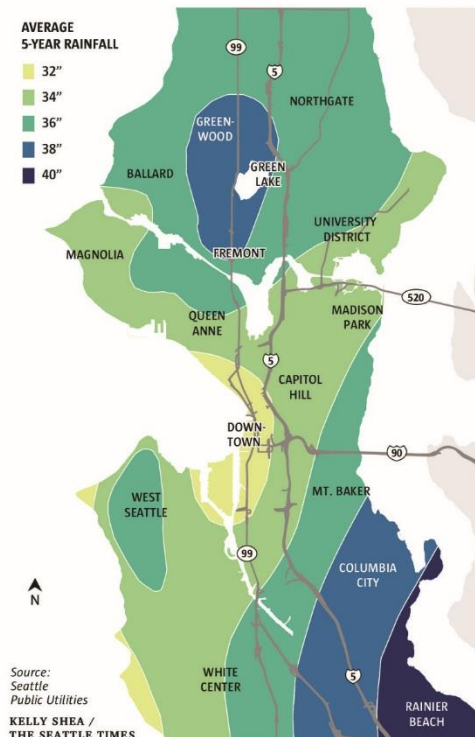 AVERAGE
5-YEAR RAINFALL
32”
34”
36”
38”
40”
99
5
NORTHGATE
GREEN-
WOOD
BALLARD
GREEN
LAKE
UNIVERSITY
DISTRICT
MAGNOLIA
FREMONT
QUEEN
ANNE
MADISON
PARK
520
5
CAPITOL
HILL
DOWN-
TOWN
90
MT. BAKER
WEST
SEATTLE
99
COLUMBIA
CITY
N
WHITE
CENTER
5
RAINIER
BEACH
Source:
Seattle
Public Utilities
KELLY SHEA /
THE SEATTLE TIMES